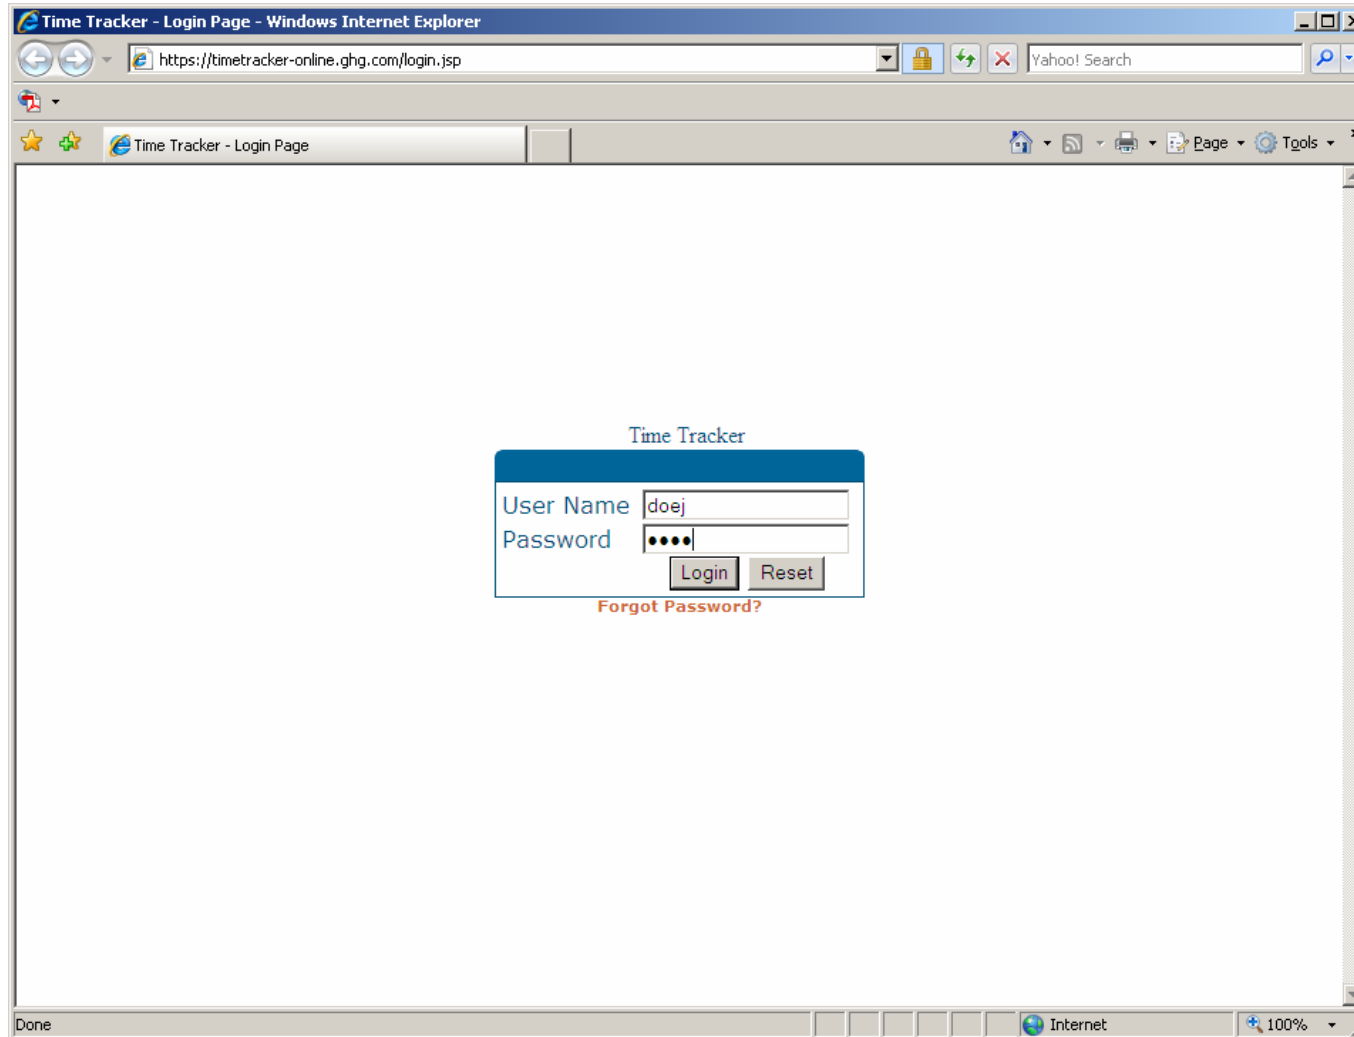 Time Tracker - Login Page - Windows Internet Explorer
https://timetracker-online.ghg.com/login.jsp
Yahoo! Search
Time Tracker - Login Page
Page
Tools
Time Tracker
User Name doej
Password ••••
Login Reset
Forgot Password?
Done Internet 100%